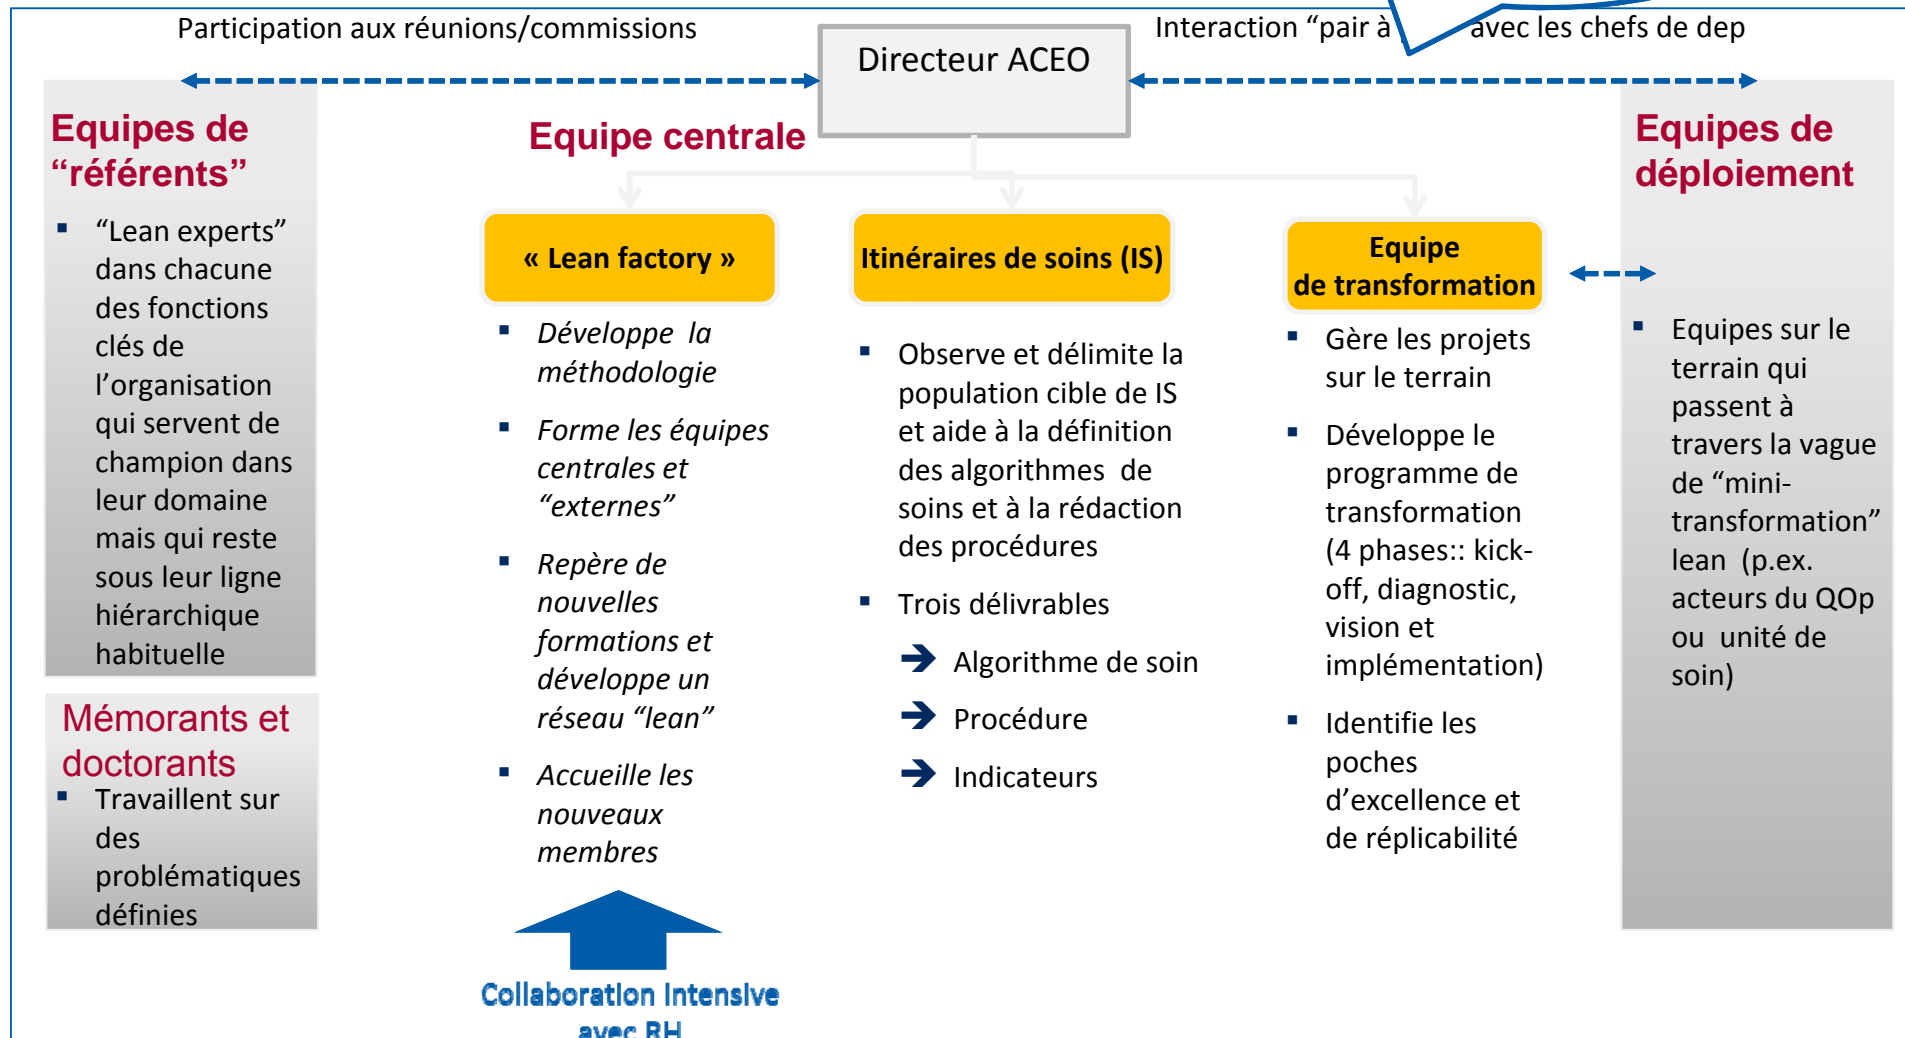 Participation aux réunions/commissions
Directeur ACEO
Interaction “pair à
avec les chefs de dep
Equipes de
“référents”
▪ “Lean experts”
dans chacune
des fonctions
clés de
l’organisation
qui servent de
champion dans
leur domaine
mais qui reste
sous leur ligne
hiérarchique
habituelle
Mémorants et
doctorants
▪ Travaillent sur
des
problématiques
définies
Equipe centrale
« Lean factory »
▪ Développe la
méthodologie
▪ Forme les équipes
centrales et
“externes”
▪ Repère de
nouvelles
formations et
développe un
réseau “lean”
▪ Accueille les
nouveaux
membres
Collaboration Intensive
avec RH
Itinéraires de soins (IS)
▪ Observe et délimite la
population cible de IS
et aide à la définition
des algorithmes de
soins et à la rédaction
des procédures
▪ Trois délivrables
➔ Algorithme de soin
➔ Procédure
➔ Indicateurs
Equipe
de transformation
▪ Gère les projets
sur le terrain
▪ Développe le
programme de
transformation
(4 phases:: kick-
off, diagnostic,
vision et
implémentation)
▪ Identifie les
poches
d’excellence et
de réplicabilité
Equipes de
déploiement
▪ Equipes sur le
terrain qui
passent à
travers la vague
de “mini-
transformation”
lean (p.ex.
acteurs du QOp
ou unité de
soin)